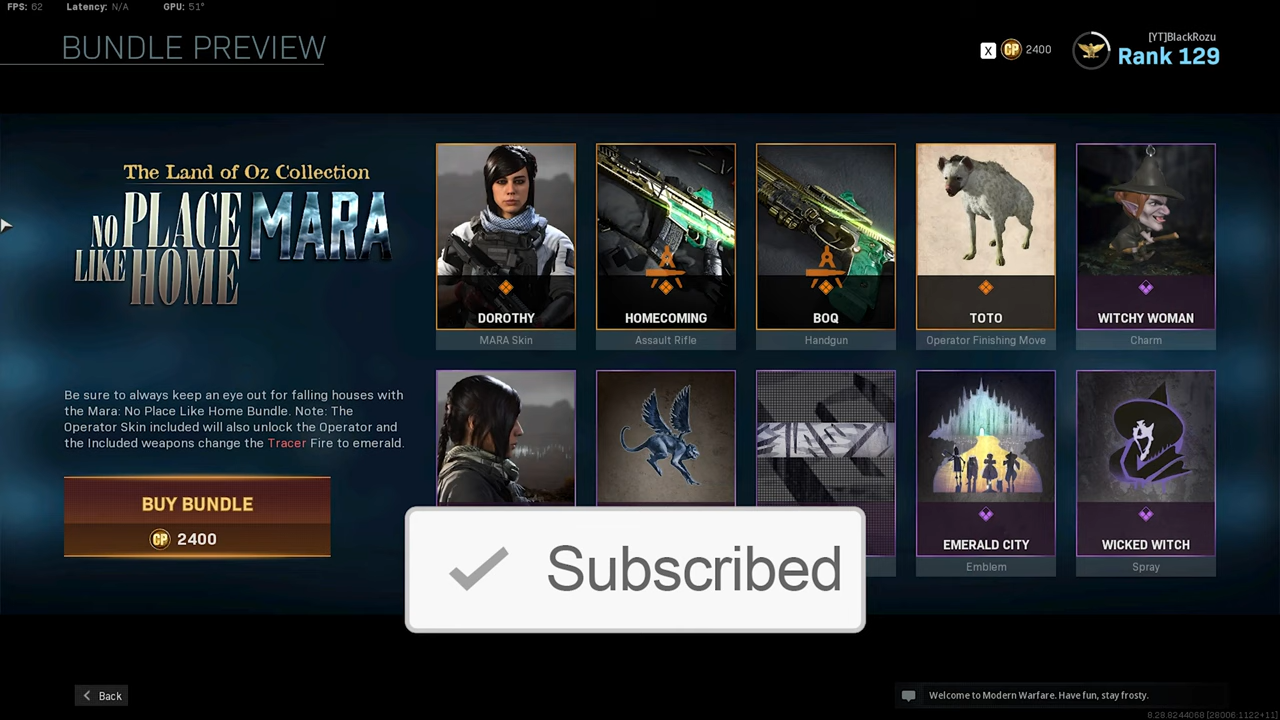 FPS: 62 Latency: N/A GPU: 51°
BUNDLE PREVIEW
X CP 2400
[YT]BlackRozu
Rank 129
The Land of Oz Collection
NO PLACE LIKE HOME MARA
Be sure to always keep an eye out for falling houses with
the Mara: No Place Like Home Bundle. Note: The
Operator Skin included will also unlock the Operator and
the Included weapons change the Tracer Fire to emerald.
BUY BUNDLE
CP 2400
DOROTHY
MARA Skin
HOMECOMING
Assault Rifle
BOQ
Handgun
TOTO
Operator Finishing Move
WITCHY WOMAN
Charm
EMERALD CITY
Emblem
WICKED WITCH
Spray
Subscribed
Back
Welcome to Modern Warfare. Have fun, stay frosty.